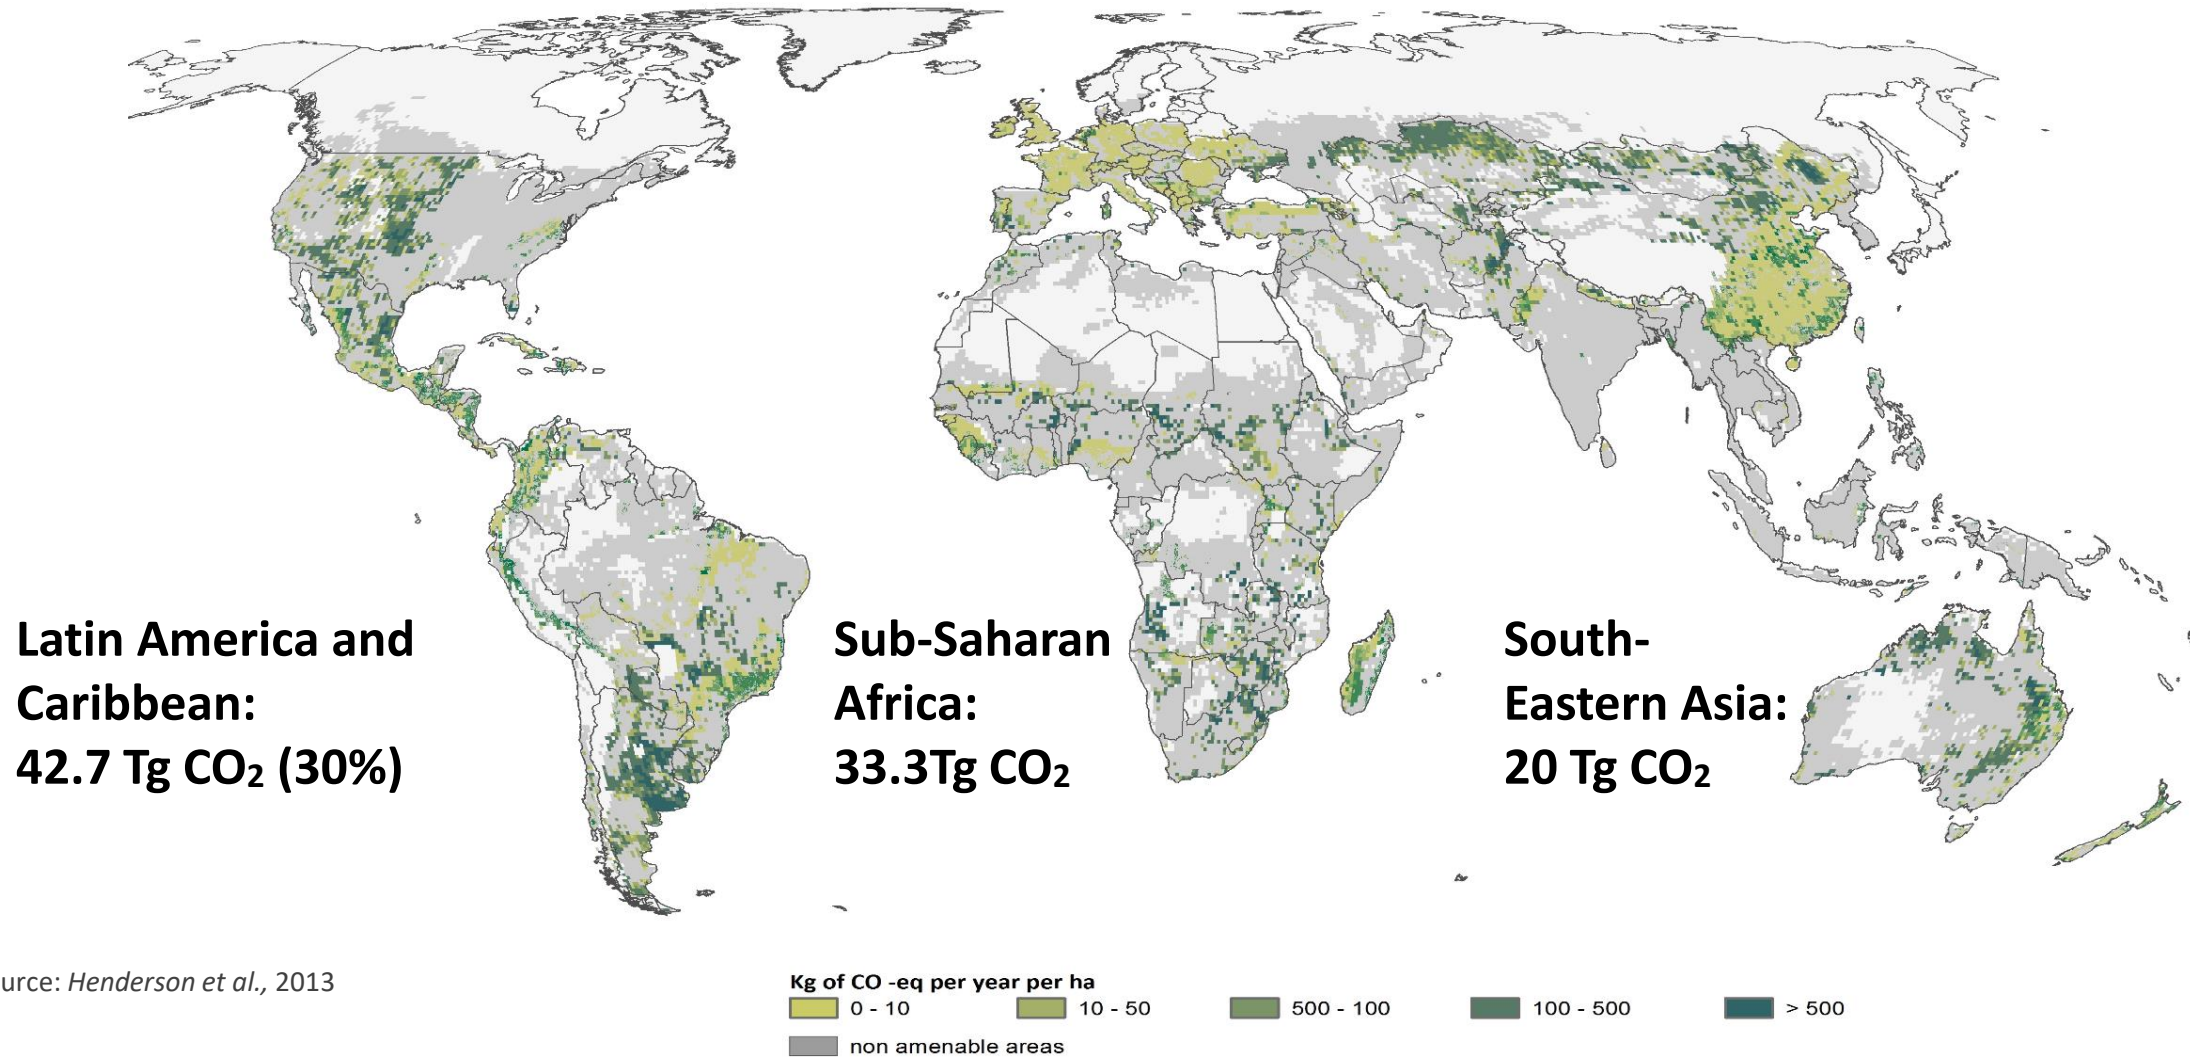 Latin America and
Caribbean:
42.7 Tg CO₂ (30%)
Sub-Saharan
Africa:
33.3Tg CO₂
South-
Eastern Asia:
20 Tg CO₂
urce: Henderson et al., 2013
Kg of CO -eq per year per ha
0 - 10
10 - 50
500 - 100
100 - 500
> 500
non amenable areas